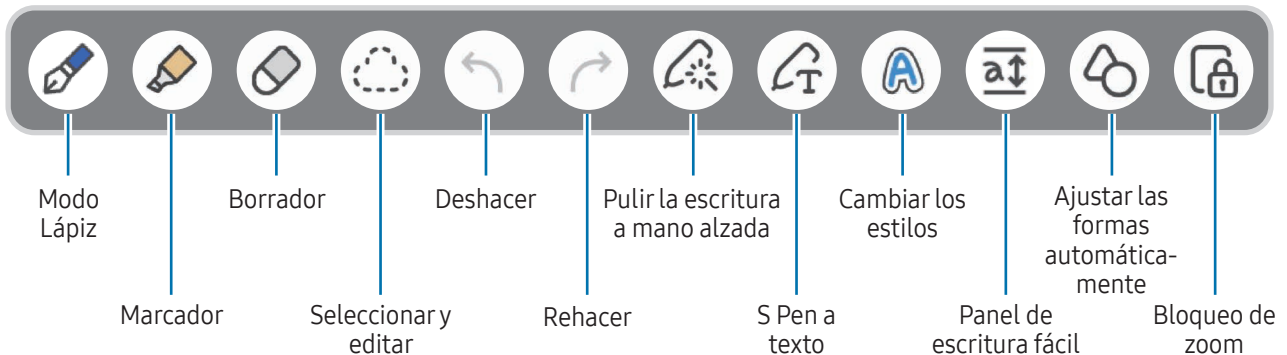 Modo
Lápiz
Borrador
Deshacer
Pulir la escritura
a mano alzada
Cambiar los
estilos
Ajustar las
formas
automática-
mente
Marcador
Seleccionar y
editar
Rehacer
S Pen a
texto
Panel de
escritura fácil
Bloqueo de
zoom